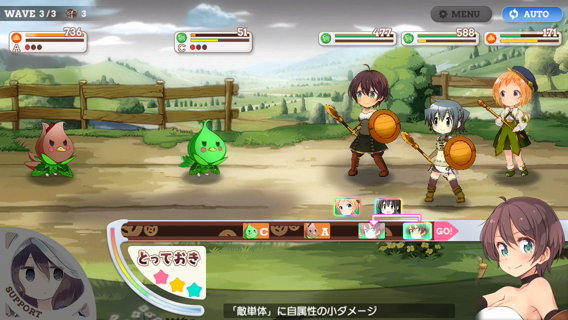 WAVE 3/3 3
MENU
AUTO
736
A
51
C
477
588
171
C
A
GO!
とっておき
SUPPORT
「敵単体」に自属性の小ダメージ